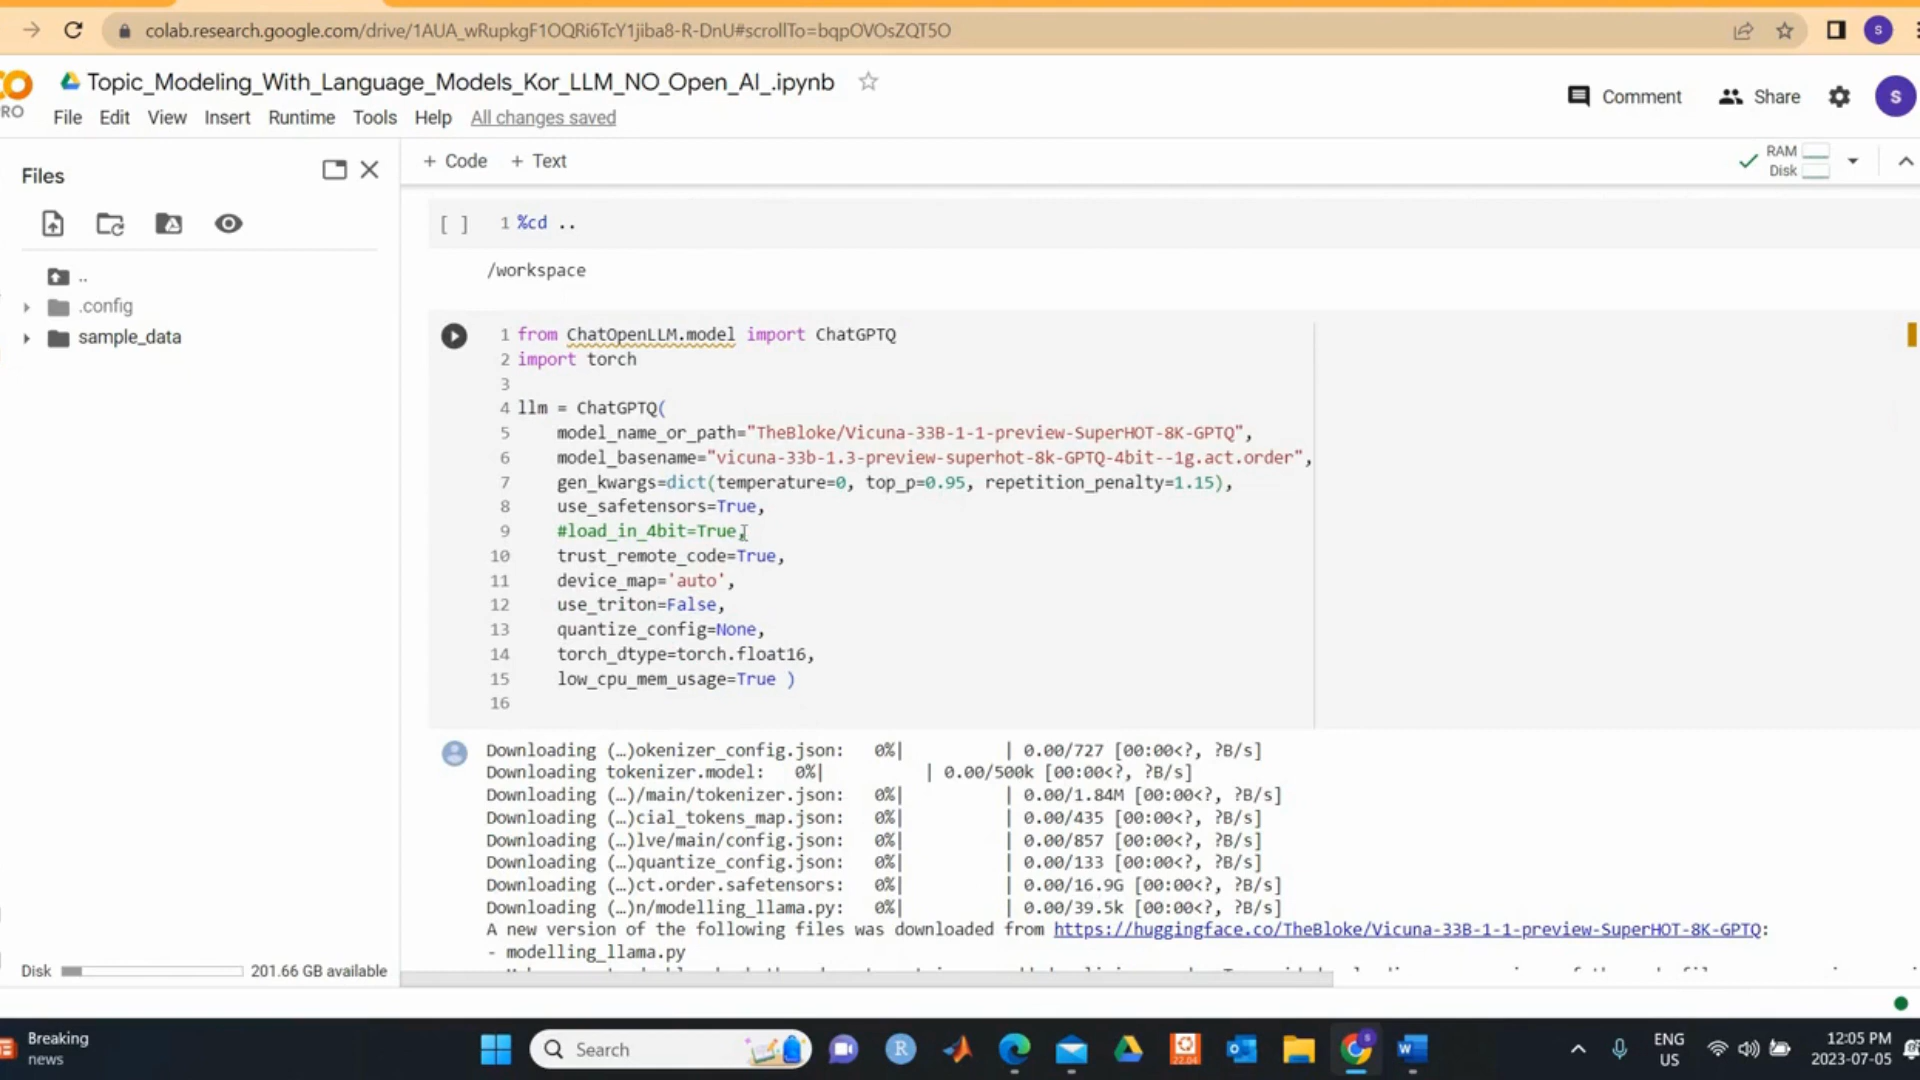 colab.research.google.com/drive/1AUA_wRupkgF1OQRi6TcY1jiba8-R-DnU#scrollTo=bqpOVOsZQT5O
S
CO
PRO
Topic_Modeling_With_Language_Models_Kor_LLM_NO_Open_AI_.ipynb
Comment
Share
S
File Edit View Insert Runtime Tools Help All changes saved
Files
+ Code + Text
RAM
Disk
..
.config
sample_data
[ ] 1 %cd ..
/workspace
1 from ChatOpenLLM.model import ChatGPTQ
2 import torch
3
4 llm = ChatGPTQ(
5 model_name_or_path="TheBloke/Vicuna-33B-1-1-preview-SuperHOT-8K-GPTQ",
6 model_basename="vicuna-33b-1.3-preview-superhot-8k-GPTQ-4bit--1g.act.order",
7 gen_kwargs=dict(temperature=0, top_p=0.95, repetition_penalty=1.15),
8 use_safetensors=True,
9 #load_in_4bit=True,
10 trust_remote_code=True,
11 device_map='auto',
12 use_triton=False,
13 quantize_config=None,
14 torch_dtype=torch.float16,
15 low_cpu_mem_usage=True )
16
Downloading (…)okenizer_config.json: 0%| | 0.00/727 [00:00<?, ?B/s]
Downloading tokenizer.model: 0%| | 0.00/500k [00:00<?, ?B/s]
Downloading (…)/main/tokenizer.json: 0%| | 0.00/1.84M [00:00<?, ?B/s]
Downloading (…)cial_tokens_map.json: 0%| | 0.00/435 [00:00<?, ?B/s]
Downloading (…)lve/main/config.json: 0%| | 0.00/857 [00:00<?, ?B/s]
Downloading (…)quantize_config.json: 0%| | 0.00/133 [00:00<?, ?B/s]
Downloading (…)ct.order.safetensors: 0%| | 0.00/16.9G [00:00<?, ?B/s]
Downloading (…)n/modelling_llama.py: 0%| | 0.00/39.5k [00:00<?, ?B/s]
A new version of the following files was downloaded from https://huggingface.co/TheBloke/Vicuna-33B-1-1-preview-SuperHOT-8K-GPTQ:
- modelling_llama.py
Disk 201.66 GB available
Breaking
news
Search
R
22.04
ENG
US
12:05 PM
2023-07-05